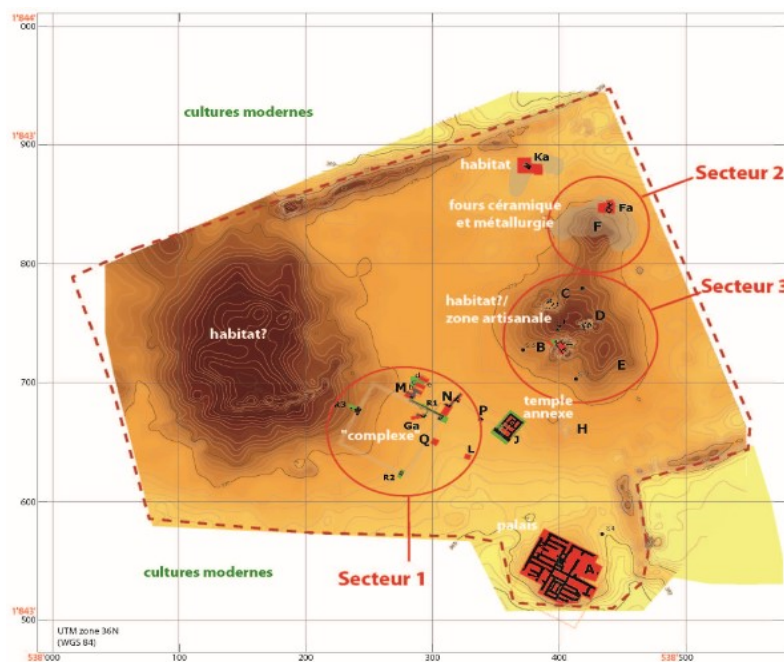 1°844'
000
cultures modernes
1°843'
900
habitat
Ka
Secteur 2
fours céramique
et métallurgie
Fa
F
800
Secteur 3
habitat?/
zone artisanale
C
D
B
E
habitat?
700
M
R1
N
R3
P
temple
annexe
"complexe"
Ga
J
H
Q
L
R2
600
palais
A
Secteur 1
cultures modernes
1°843'
500
UTM zone 36N
(WGS 84)
538'000
100
200
300
400
538'500